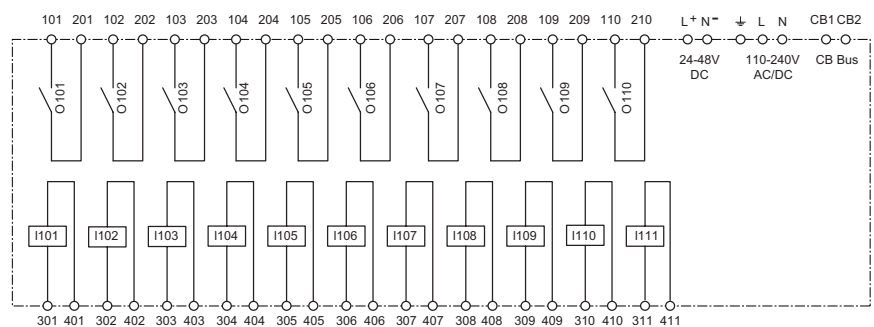 101 201 102 202 103 203 104 204 105 205 106 206 107 207 108 208 109 209 110 210 L+ N- ⏚ L N CB1 CB2
24-48V 110-240V CB Bus
DC AC/DC
O101 O102 O103 O104 O105 O106 O107 O108 O109 O110
I101 I102 I103 I104 I105 I106 I107 I108 I109 I110 I111
301 401 302 402 303 403 304 404 305 405 306 406 307 407 308 408 309 409 310 410 311 411